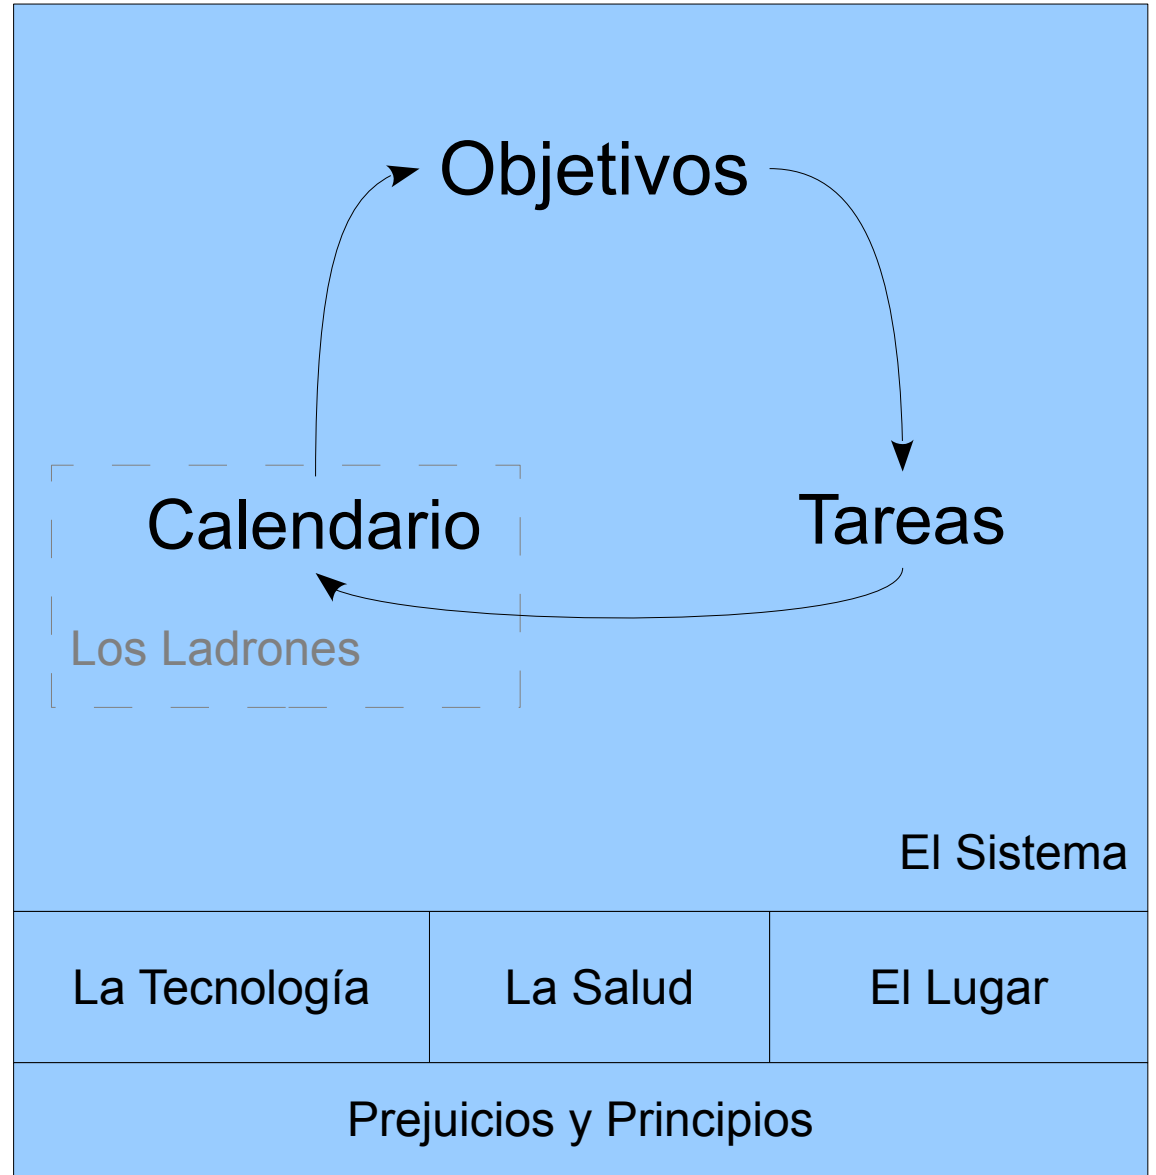 Objetivos
Calendario
Tareas
Los Ladrones
El Sistema
La Tecnología
La Salud
El Lugar
Prejuicios y Principios